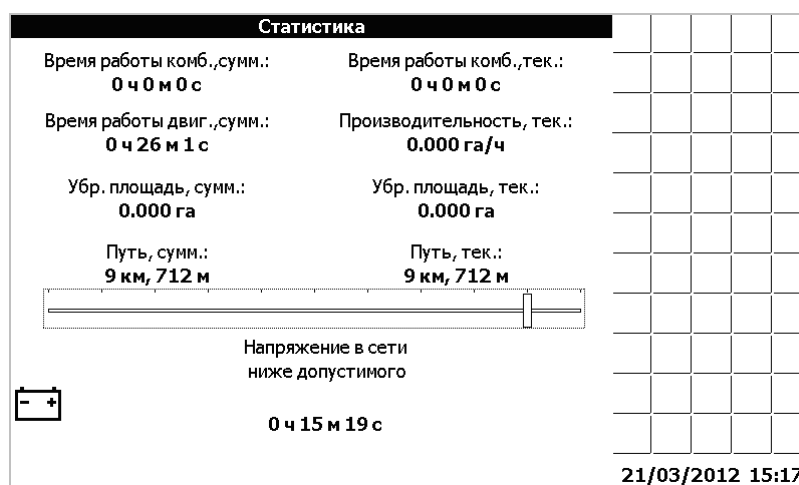 Статистика
Время работы комб.,сумм.:
0 ч 0 м 0 с
Время работы комб.,тек.:
0 ч 0 м 0 с
Время работы двиг.,сумм.:
0 ч 26 м 1 с
Производительность, тек.:
0.000 га/ч
Убр. площадь, сумм.:
0.000 га
Убр. площадь, тек.:
0.000 га
Путь, сумм.:
9 км, 712 м
Путь, тек.:
9 км, 712 м
Напряжение в сети
ниже допустимого
- +
0 ч 15 м 19 с
21/03/2012 15:17